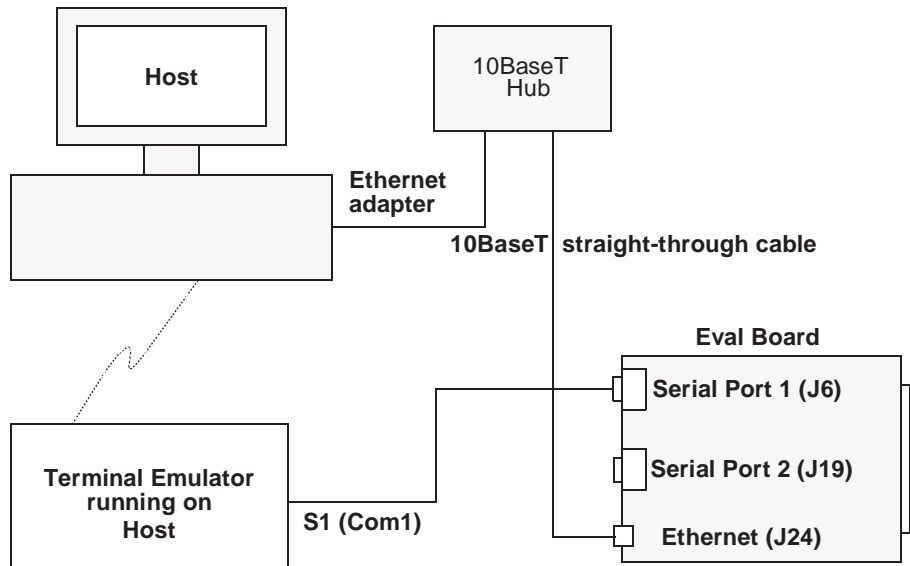 Host
10BaseT
Hub
Ethernet
adapter
10BaseT straight-through cable
Eval Board
Serial Port 1 (J6)
Serial Port 2 (J19)
Ethernet (J24)
Terminal Emulator
running on
Host
S1 (Com1)